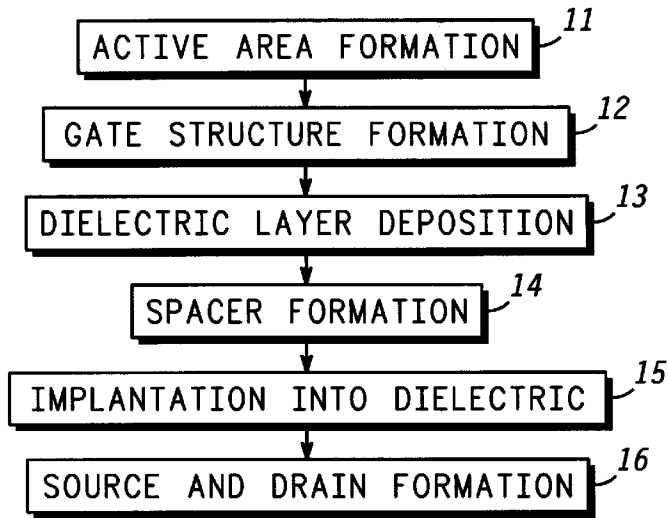 ACTIVE AREA FORMATION 11
GATE STRUCTURE FORMATION 12
DIELECTRIC LAYER DEPOSITION 13
SPACER FORMATION 14
IMPLANTATION INTO DIELECTRIC 15
SOURCE AND DRAIN FORMATION 16